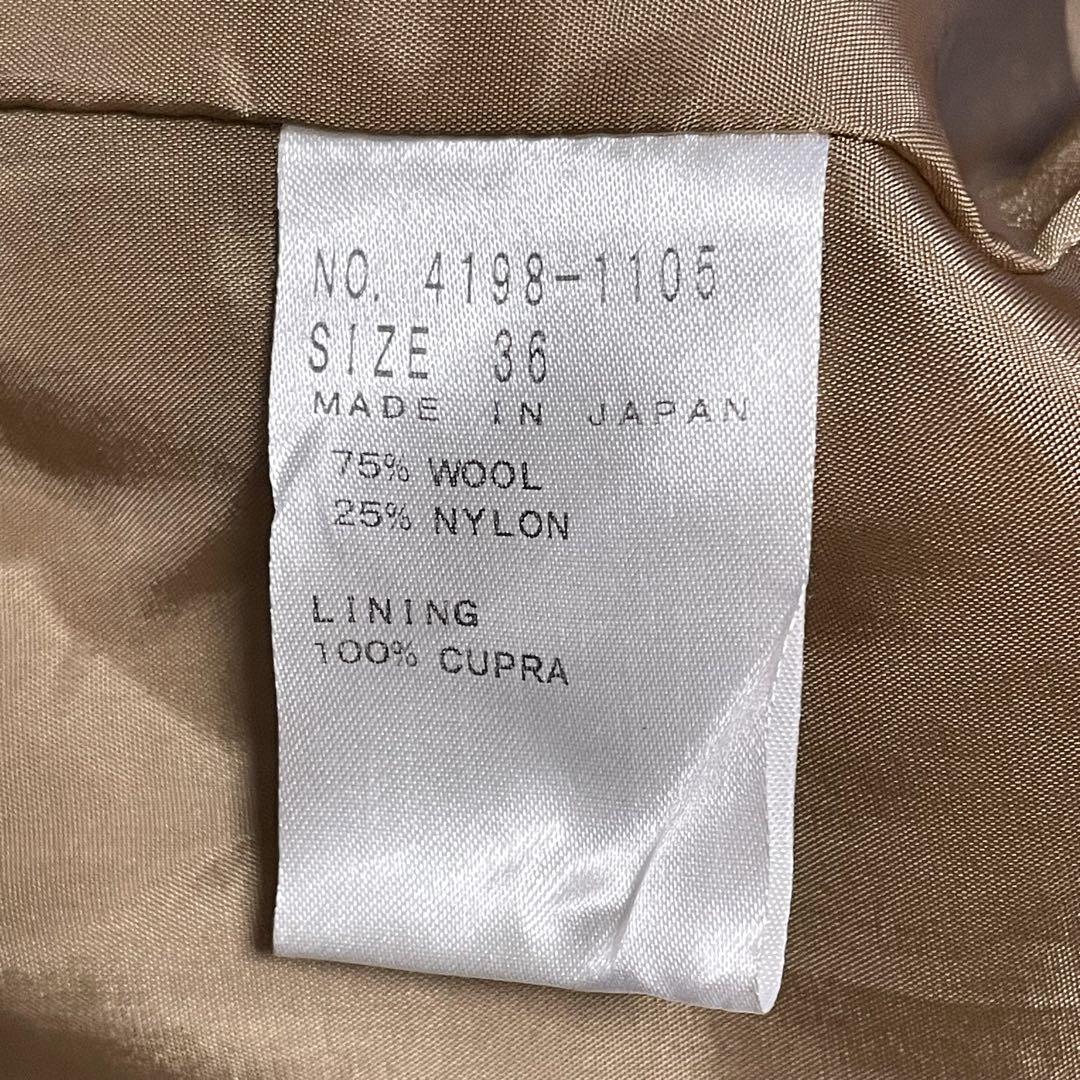 NO. 4198-1105
SIZE 36
MADE IN JAPAN
75% WOOL
25% NYLON
LINING
100% CUPRA